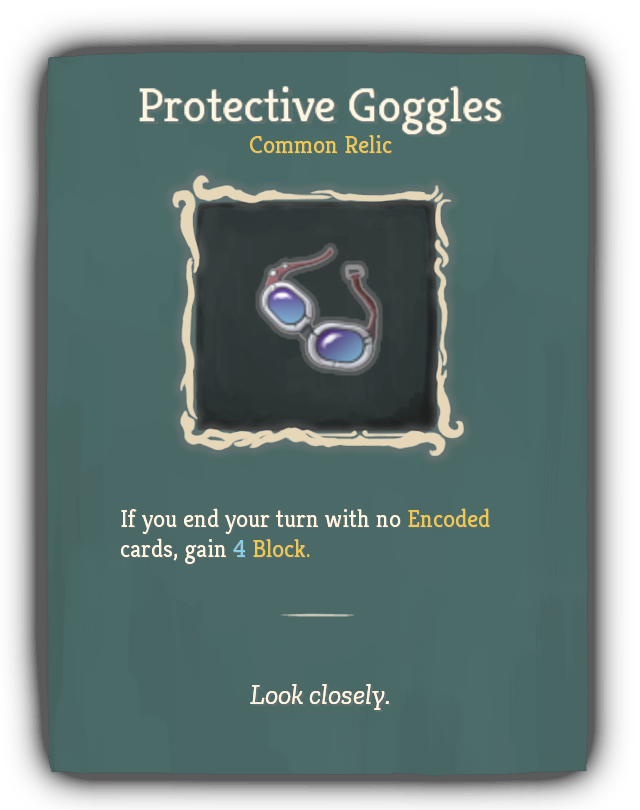 Protective Goggles
Common Relic
If you end your turn with no Encoded
cards, gain 4 Block.
Look closely.